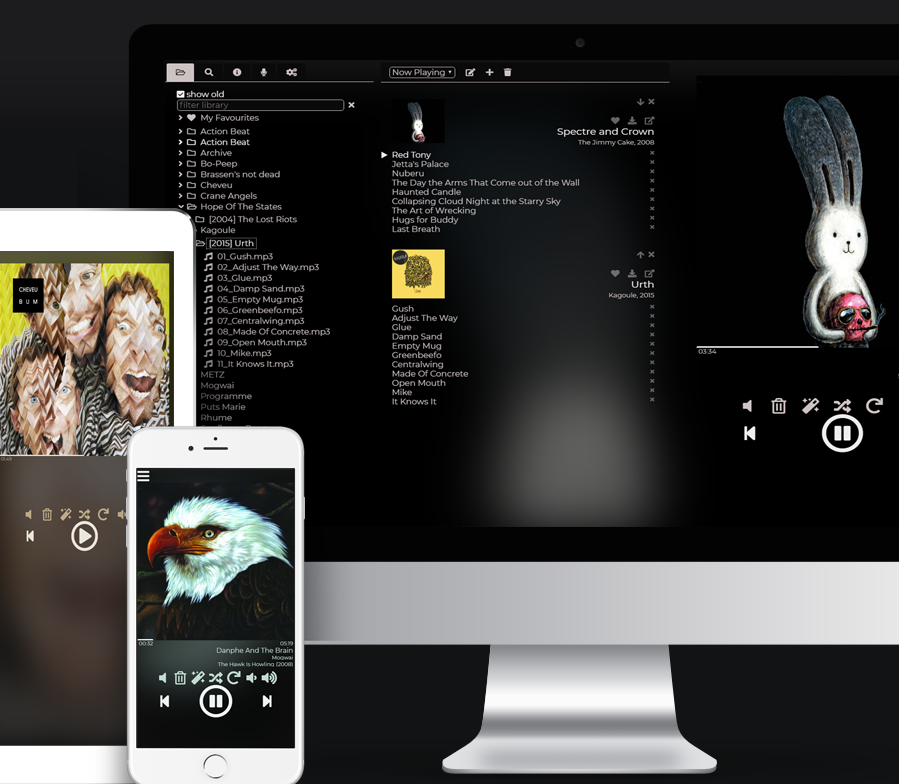 Now Playing
show old
filter library
My Favourites
Action Beat
Action Beat
Archive
Bo-Peep
Brassen's not dead
Cheveu
Crane Angels
Hope Of The States
[2004] The Lost Riots
Kagoule
[2015] Urth
01_Gush.mp3
02_Adjust The Way.mp3
03_Glue.mp3
04_Damp Sand.mp3
05_Empty Mug.mp3
06_Greenbeefo.mp3
07_Centralwing.mp3
08_Made Of Concrete.mp3
09_Open Mouth.mp3
10_Mike.mp3
11_It Knows It.mp3
METZ
Mogwai
Programme
Puts Marie
Rhume
Spectre and Crown
The Jimmy Cake, 2008
Red Tony
Jetta's Palace
Nuberu
The Day the Arms That Come out of the Wall
Haunted Candle
Collapsing Cloud Night at the Starry Sky
The Art of Wrecking
Hugs for Buddy
Last Breath
Urth
Kagoule, 2015
Gush
Adjust The Way
Glue
Damp Sand
Empty Mug
Greenbeefo
Centralwing
Made Of Concrete
Open Mouth
Mike
It Knows It
03:34
CHEVEU
BUM
01:49
00:32
05:19
Danphe And The Brain
Mogwai
The Hawk Is Howling (2008)